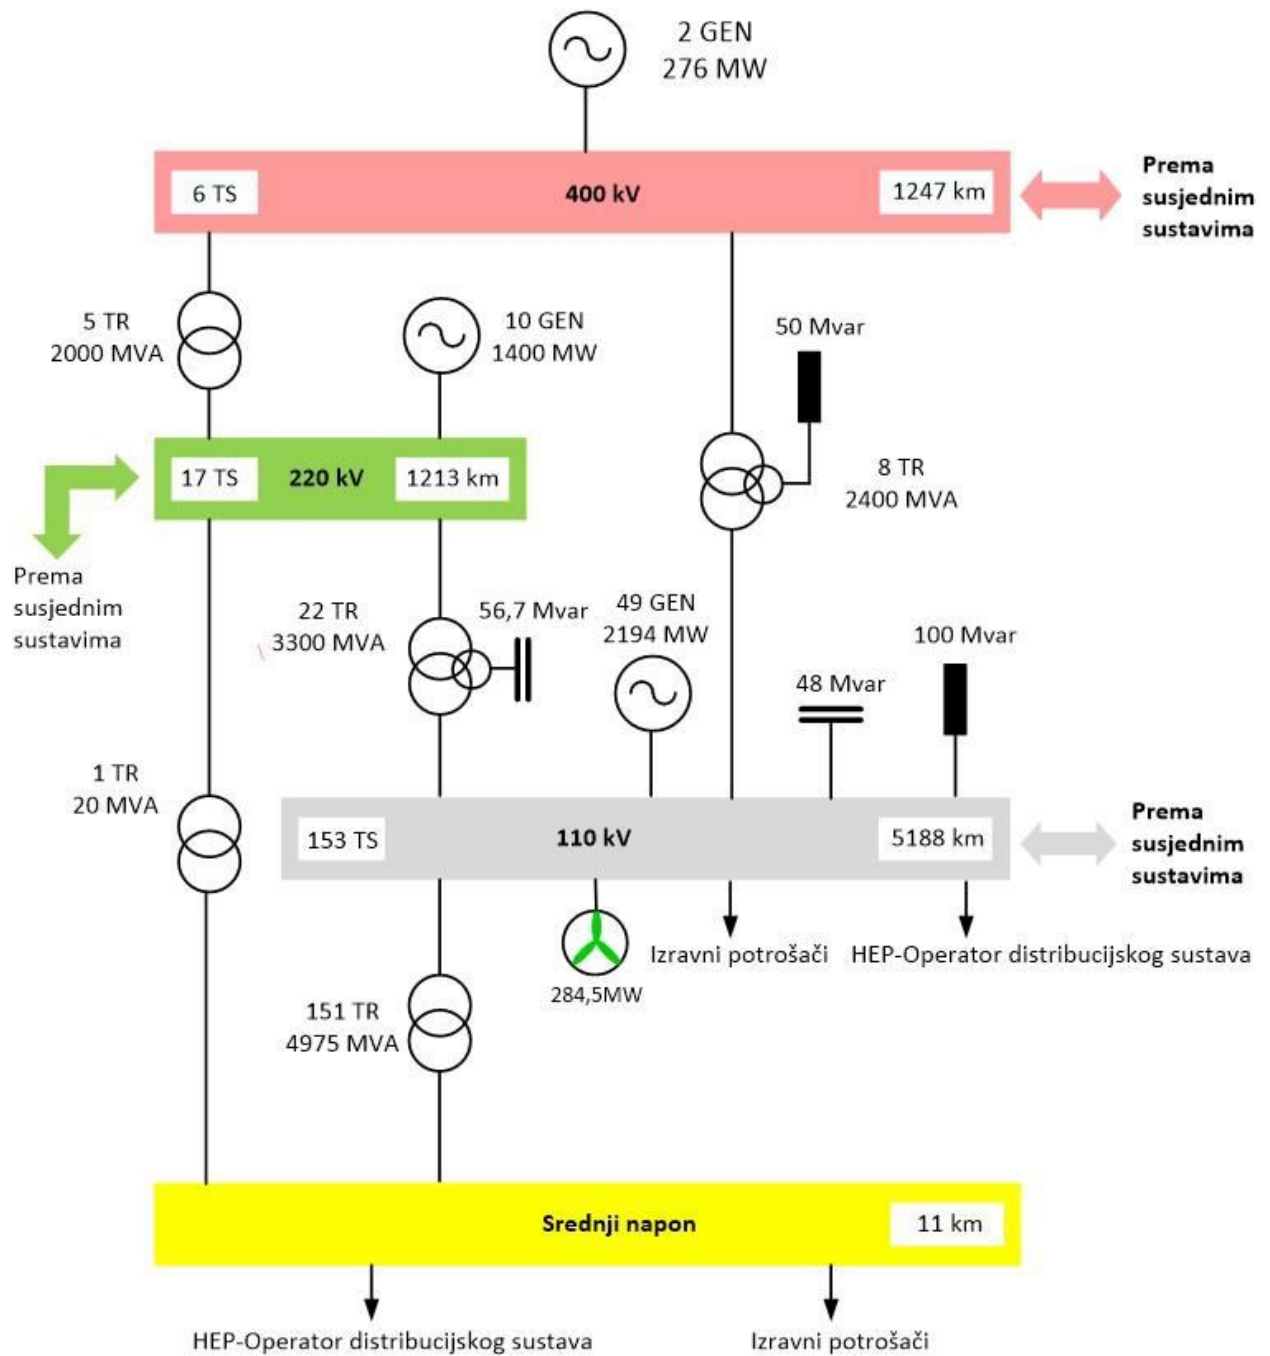 2 GEN
276 MW
6 TS
400 kV
1247 km
Prema
susjednim
sustavima
5 TR
2000 MVA
10 GEN
1400 MW
50 Mvar
8 TR
2400 MVA
17 TS
220 kV
1213 km
Prema
susjednim
sustavima
22 TR
3300 MVA
56,7 Mvar
49 GEN
2194 MW
48 Mvar
100 Mvar
1 TR
20 MVA
153 TS
110 kV
5188 km
Prema
susjednim
sustavima
284,5MW
Izravni potrošači
HEP-Operator distribucijskog sustava
151 TR
4975 MVA
Srednji napon
11 km
HEP-Operator distribucijskog sustava
Izravni potrošači